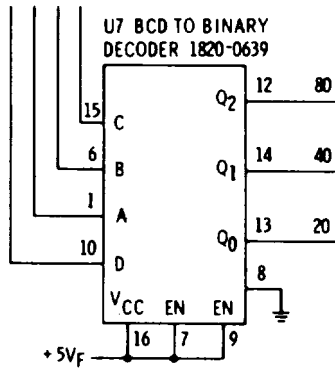 U7 BCD TO BINARY
DECODER 1820-0639
12 80
Q2
15
C
6
B
14 40
Q1
1
A
13 20
Q0
10
D
8
VCC EN EN
16 7 9
+5VF